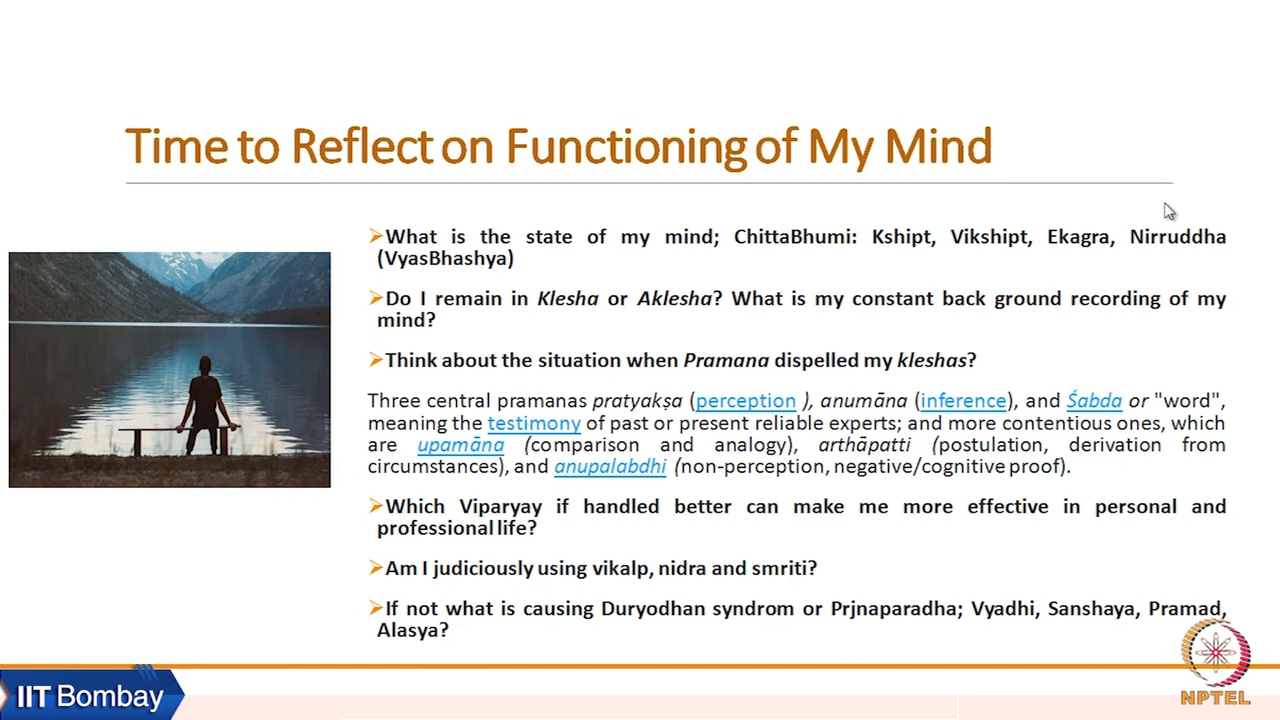 Time to Reflect on Functioning of My Mind
➢What is the state of my mind; ChittaBhumi: Kshipt, Vikshipt, Ekagra, Nirruddha
(VyasBhashya)
➢Do I remain in Klesha or Aklesha? What is my constant back ground recording of my
mind?
➢Think about the situation when Pramana dispelled my kleshas?
Three central pramanas pratyakṣa (perception ), anumāna (inference), and Śabda or "word",
meaning the testimony of past or present reliable experts; and more contentious ones, which
are upamāna (comparison and analogy), arthāpatti (postulation, derivation from
circumstances), and anupalabdhi (non-perception, negative/cognitive proof).
➢Which Viparyay if handled better can make me more effective in personal and
professional life?
➢Am I judiciously using vikalp, nidra and smriti?
➢If not what is causing Duryodhan syndrom or Prjnaparadha; Vyadhi, Sanshaya, Pramad,
Alasya?
IIT Bombay
NPTEL